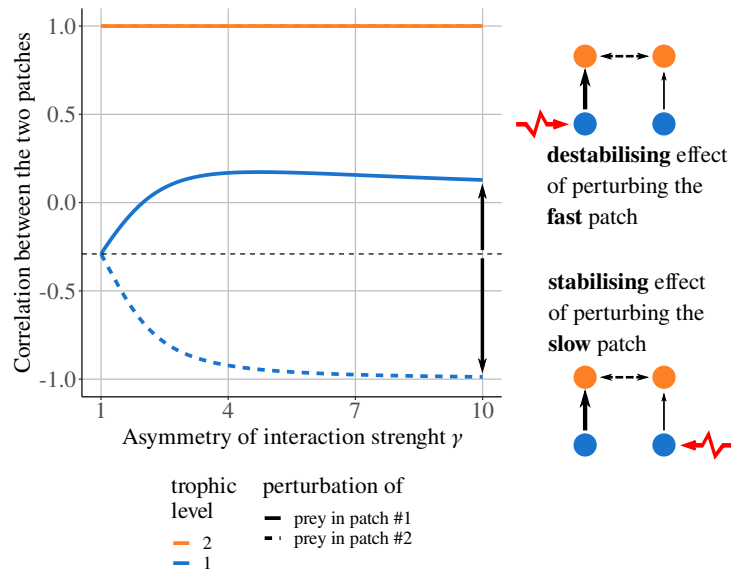 Correlation between the two patches
1.0
0.5
0.0
-0.5
-1.0
1
4
7
10
Asymmetry of interaction strenght γ
destabilising effect
of perturbing the
fast patch
stabilising effect
of perturbing the
slow patch
trophic
level
2
1
perturbation of
prey in patch #1
prey in patch #2